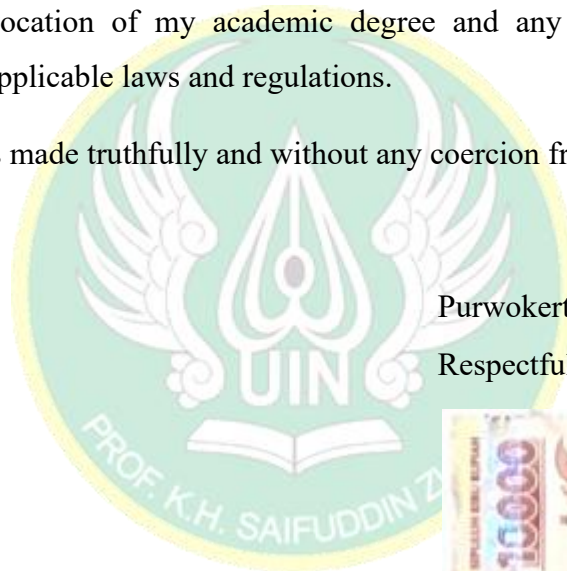 ocation of my academic degree and any
pplicable laws and regulations.
made truthfully and without any coercion fr
Purwokert
Respectful
UIN
PROF. K.H. SAIFUDDIN Z
10000